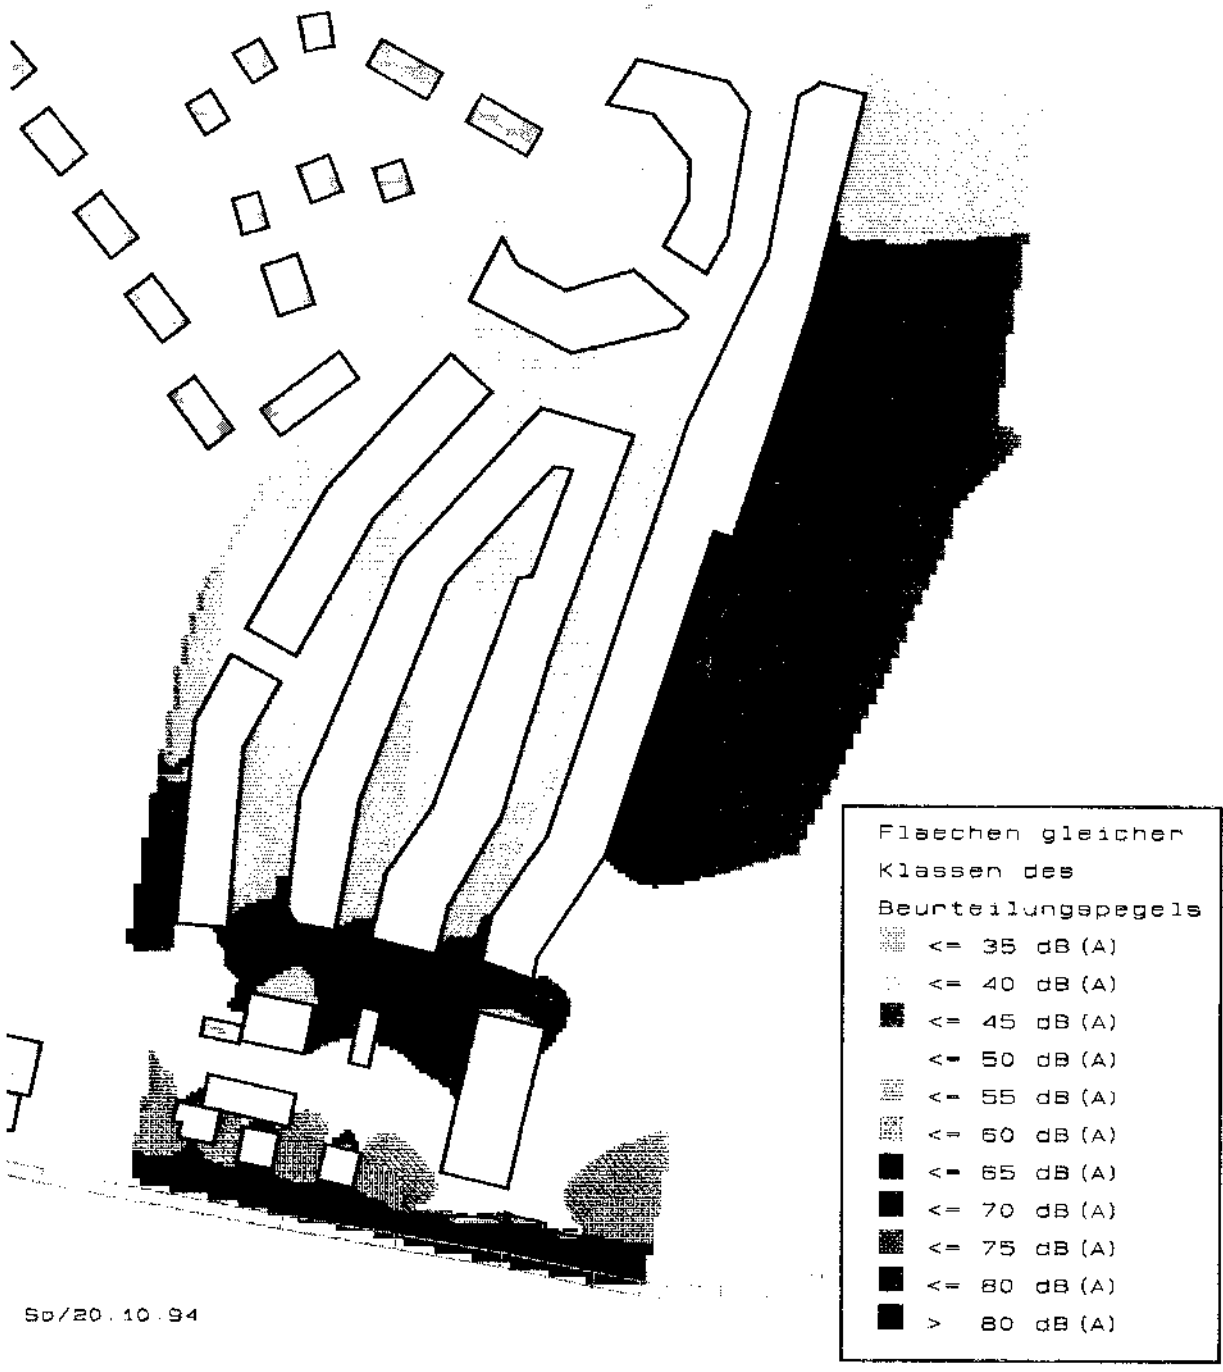 Flaechen gleicher
Klassen des
Beurteilungspegels
<= 35 dB(A)
<= 40 dB(A)
<= 45 dB(A)
<= 50 dB(A)
<= 55 dB(A)
<= 60 dB(A)
<= 65 dB(A)
<= 70 dB(A)
<= 75 dB(A)
<= 80 dB(A)
> 80 dB(A)
So/20.10.94